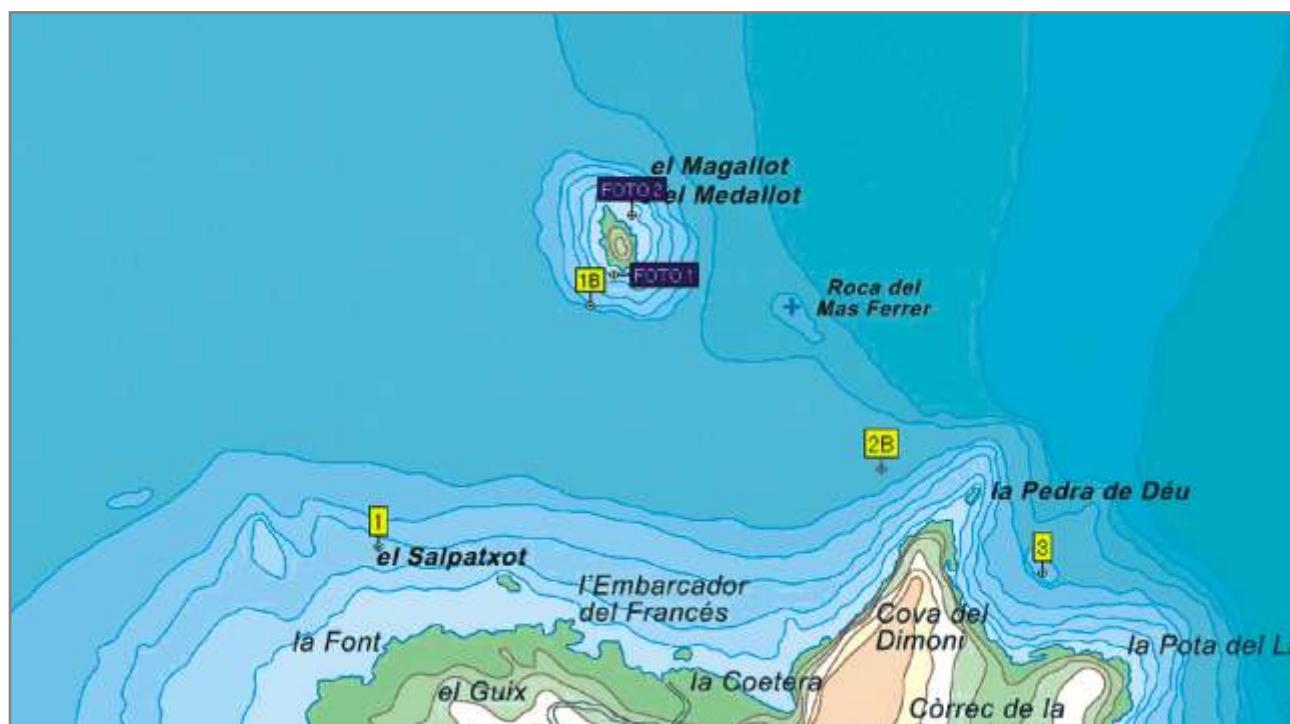 el Magallot
FOTO 2
el Medallot
1B
FOTO 1
Roca del
Mas Ferrer
2B
la Pedra de Déu
1
el Salpatxot
3
l'Embarcador
del Francés
Cova del
Dimoni
la Font
la Pota del Ll
el Guix
la Coetera
Còrrec de la